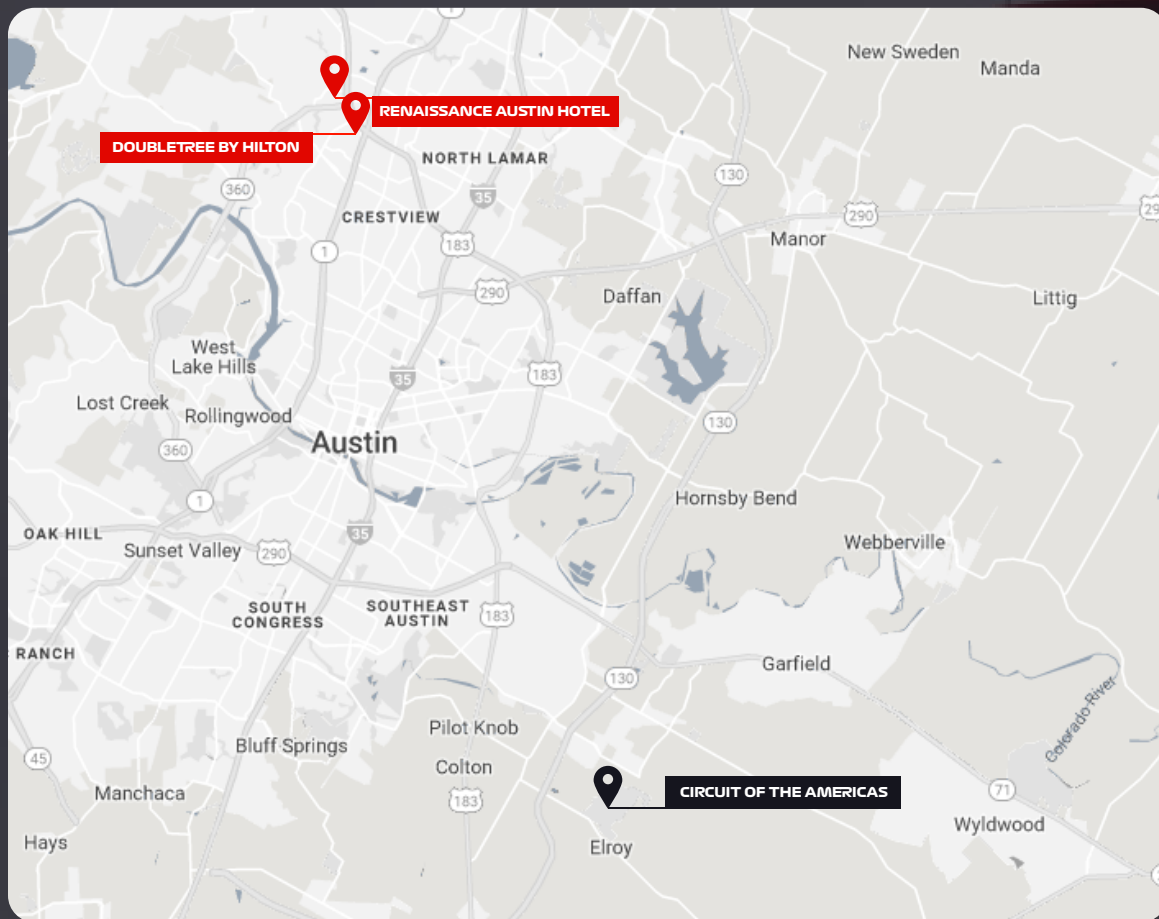 1
New Sweden
Manda
RENAISSANCE AUSTIN HOTEL
DOUBLETREE BY HILTON
NORTH LAMAR
130
360
35
CRESTVIEW
290
29
1
183
Manor
290
Daffan
Littig
West
Lake Hills
35
183
Lost Creek
Rollingwood
130
Austin
360
1
Hornsby Bend
OAK HILL
35
Webberville
Sunset Valley
290
SOUTH
CONGRESS
SOUTHEAST
AUSTIN
183
RANCH
Garfield
130
Colorado River
Pilot Knob
Bluff Springs
45
Colton
Manchaca
183
CIRCUIT OF THE AMERICAS
71
Wyldwood
Hays
Elroy